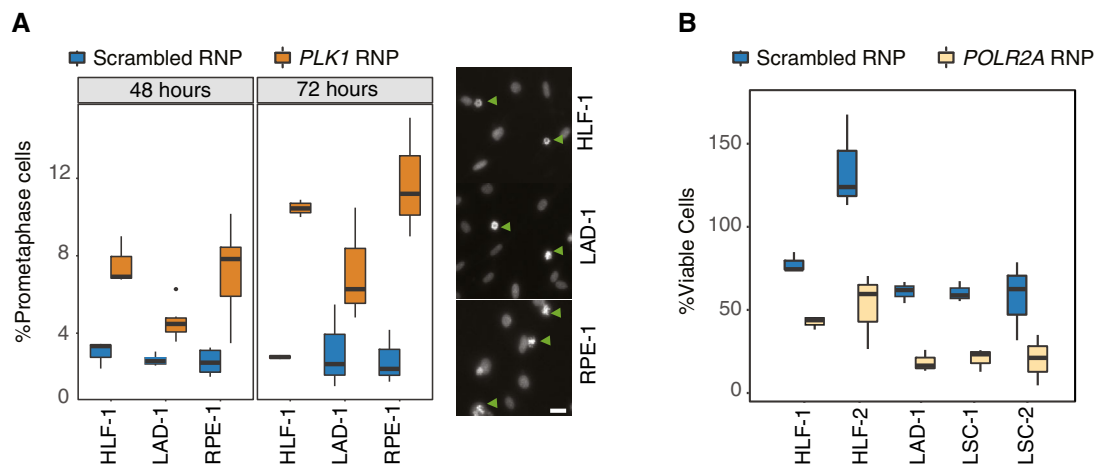 A
Scrambled RNP
PLK1 RNP
48 hours
72 hours
%Prometaphase cells
12
8
4
0
HLF-1
LAD-1
RPE-1
HLF-1
LAD-1
RPE-1
HLF-1
LAD-1
RPE-1
B
Scrambled RNP
POLR2A RNP
%Viable Cells
150
100
50
0
HLF-1
HLF-2
LAD-1
LSC-1
LSC-2